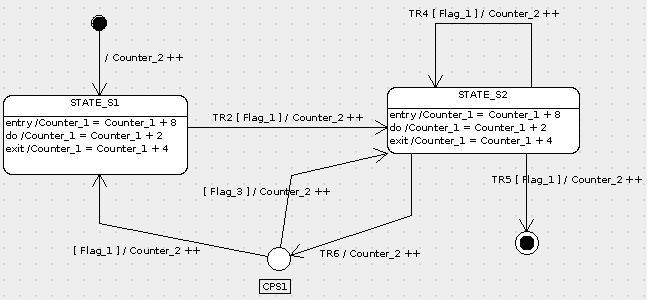 TR4 [ Flag_1 ] / Counter_2 ++
/ Counter_2 ++
STATE_S1
entry /Counter_1 = Counter_1 + 8
do /Counter_1 = Counter_1 + 2
exit /Counter_1 = Counter_1 + 4
TR2 [ Flag_1 ] / Counter_2 ++
STATE_S2
entry /Counter_1 = Counter_1 + 8
do /Counter_1 = Counter_1 + 2
exit /Counter_1 = Counter_1 + 4
[ Flag_3 ] / Counter_2 ++
TR5 [ Flag_1 ] / Counter_2 ++
[ Flag_1 ] / Counter_2 ++
TR6 / Counter_2 ++
CPS1